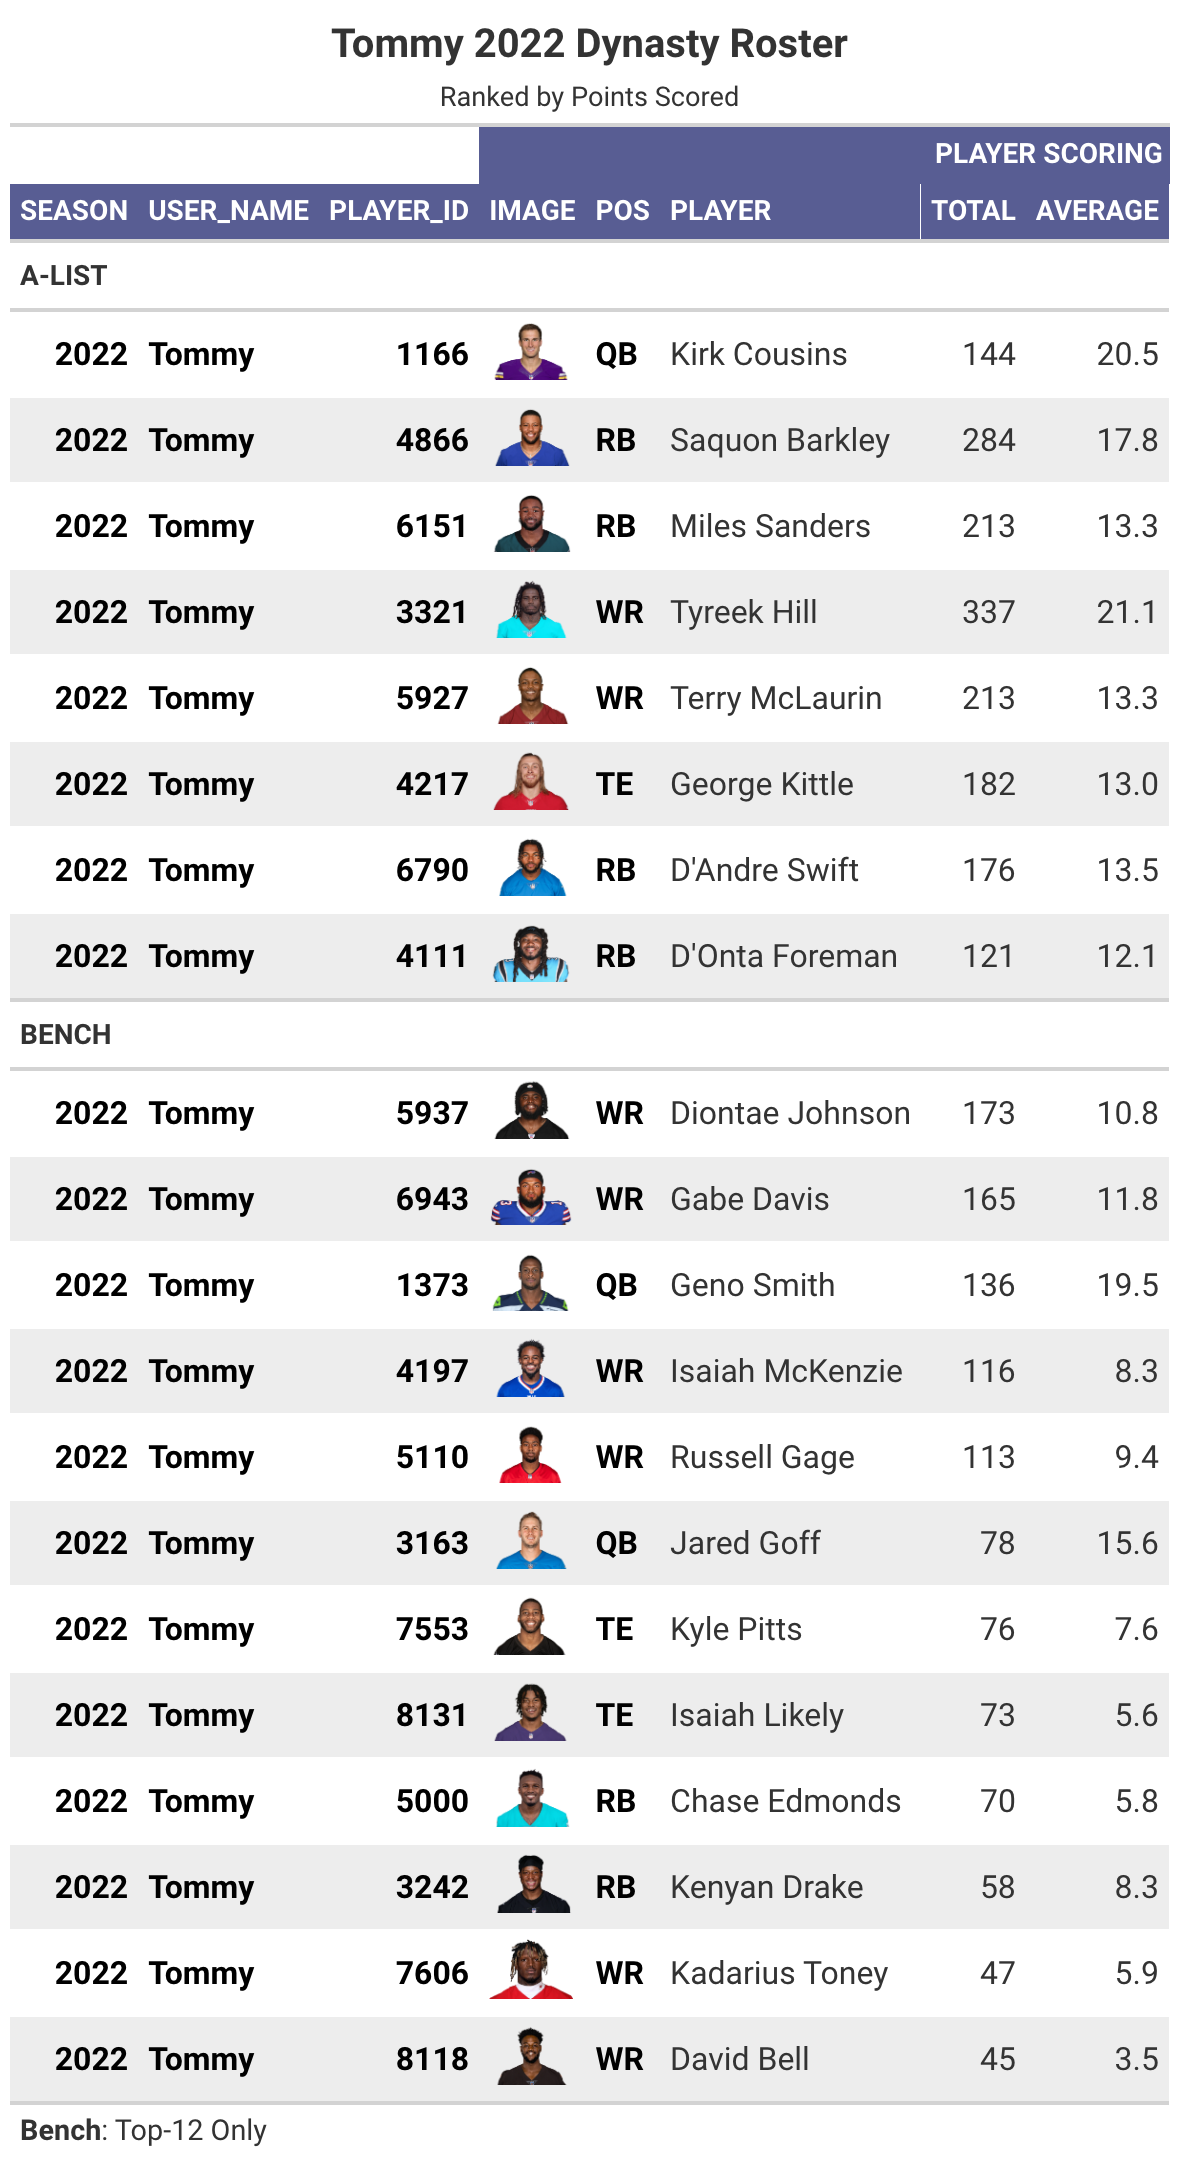 Tommy 2022 Dynasty Roster
Ranked by Points Scored
PLAYER SCORING
SEASON USER_NAME PLAYER_ID IMAGE POS PLAYER TOTAL AVERAGE
A-LIST
2022 Tommy 1166 QB Kirk Cousins 144 20.5
2022 Tommy 4866 RB Saquon Barkley 284 17.8
2022 Tommy 6151 RB Miles Sanders 213 13.3
2022 Tommy 3321 WR Tyreek Hill 337 21.1
2022 Tommy 5927 WR Terry McLaurin 213 13.3
2022 Tommy 4217 TE George Kittle 182 13.0
2022 Tommy 6790 RB D'Andre Swift 176 13.5
2022 Tommy 4111 RB D'Onta Foreman 121 12.1
BENCH
2022 Tommy 5937 WR Diontae Johnson 173 10.8
2022 Tommy 6943 WR Gabe Davis 165 11.8
2022 Tommy 1373 QB Geno Smith 136 19.5
2022 Tommy 4197 WR Isaiah McKenzie 116 8.3
2022 Tommy 5110 WR Russell Gage 113 9.4
2022 Tommy 3163 QB Jared Goff 78 15.6
2022 Tommy 7553 TE Kyle Pitts 76 7.6
2022 Tommy 8131 TE Isaiah Likely 73 5.6
2022 Tommy 5000 RB Chase Edmonds 70 5.8
2022 Tommy 3242 RB Kenyan Drake 58 8.3
2022 Tommy 7606 WR Kadarius Toney 47 5.9
2022 Tommy 8118 WR David Bell 45 3.5
Bench: Top-12 Only